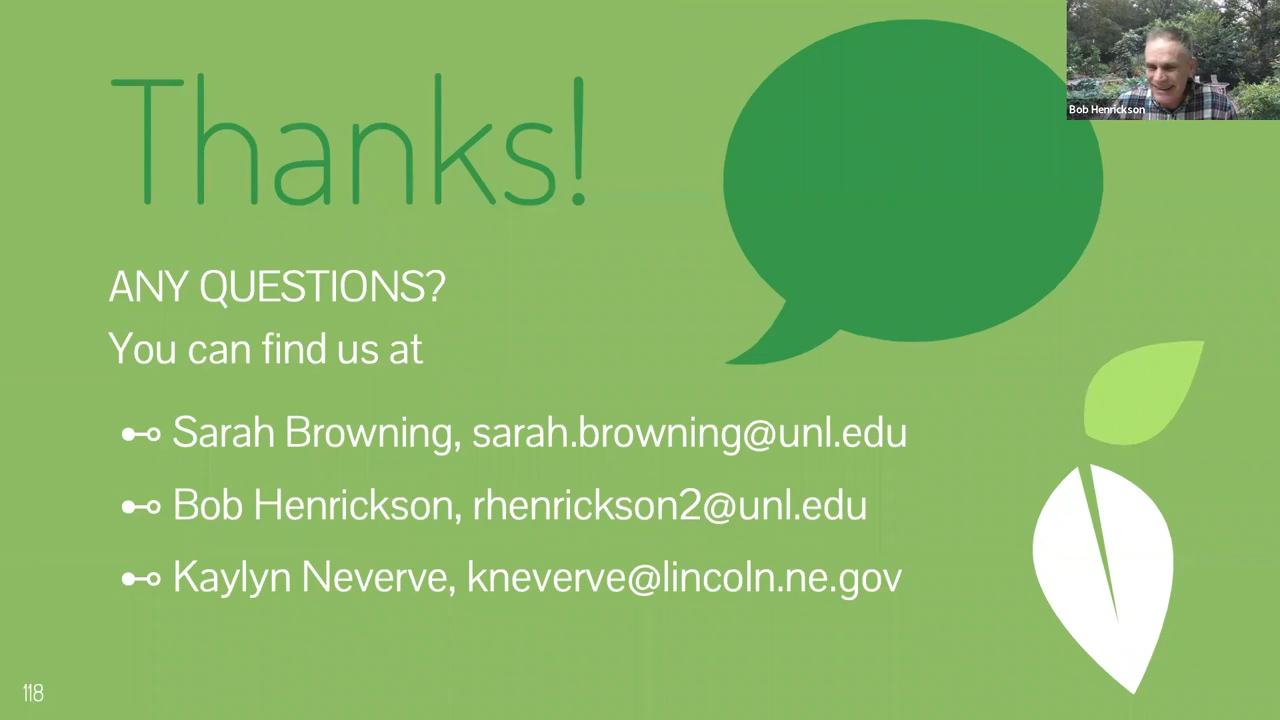 Thanks!
Bob Henrickson
ANY QUESTIONS?
You can find us at
Sarah Browning, sarah.browning@unl.edu
Bob Henrickson, rhenrickson2@unl.edu
Kaylyn Neverve, kneverve@lincoln.ne.gov
118